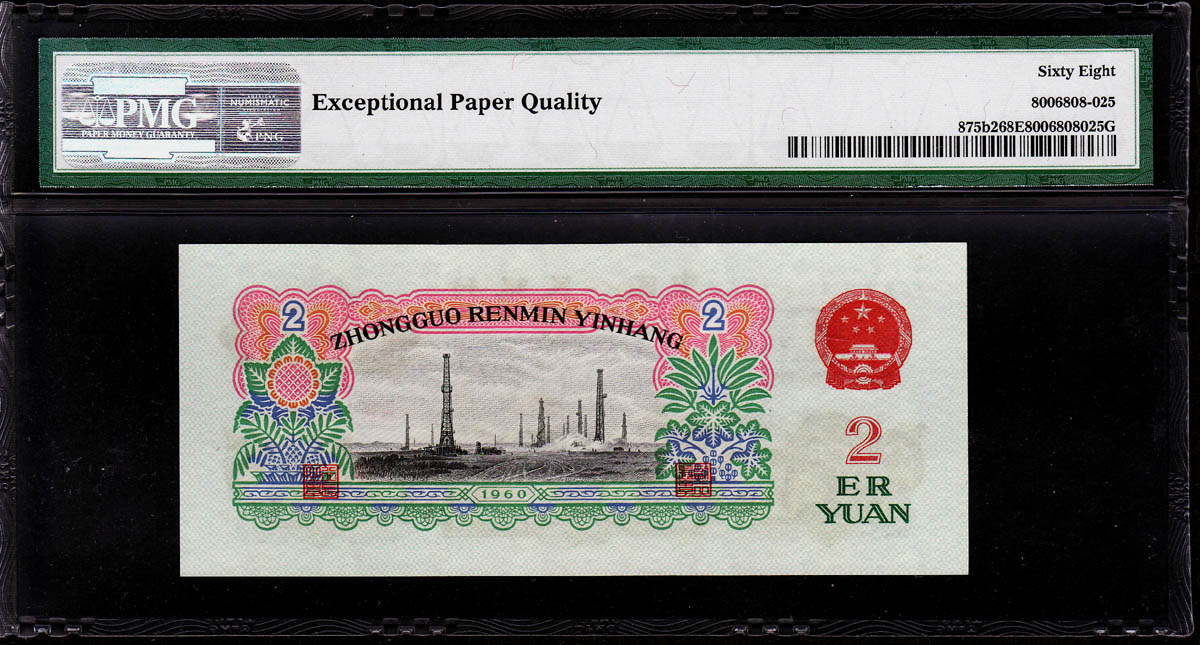 PMG
PAPER MONEY GUARANTY
NUMISMATIC
PNG
Exceptional Paper Quality
Sixty Eight
8006808-025
875b268E8006808025G
2
2
ZHONGGUO RENMIN YINHANG
1960
2
ER
YUAN